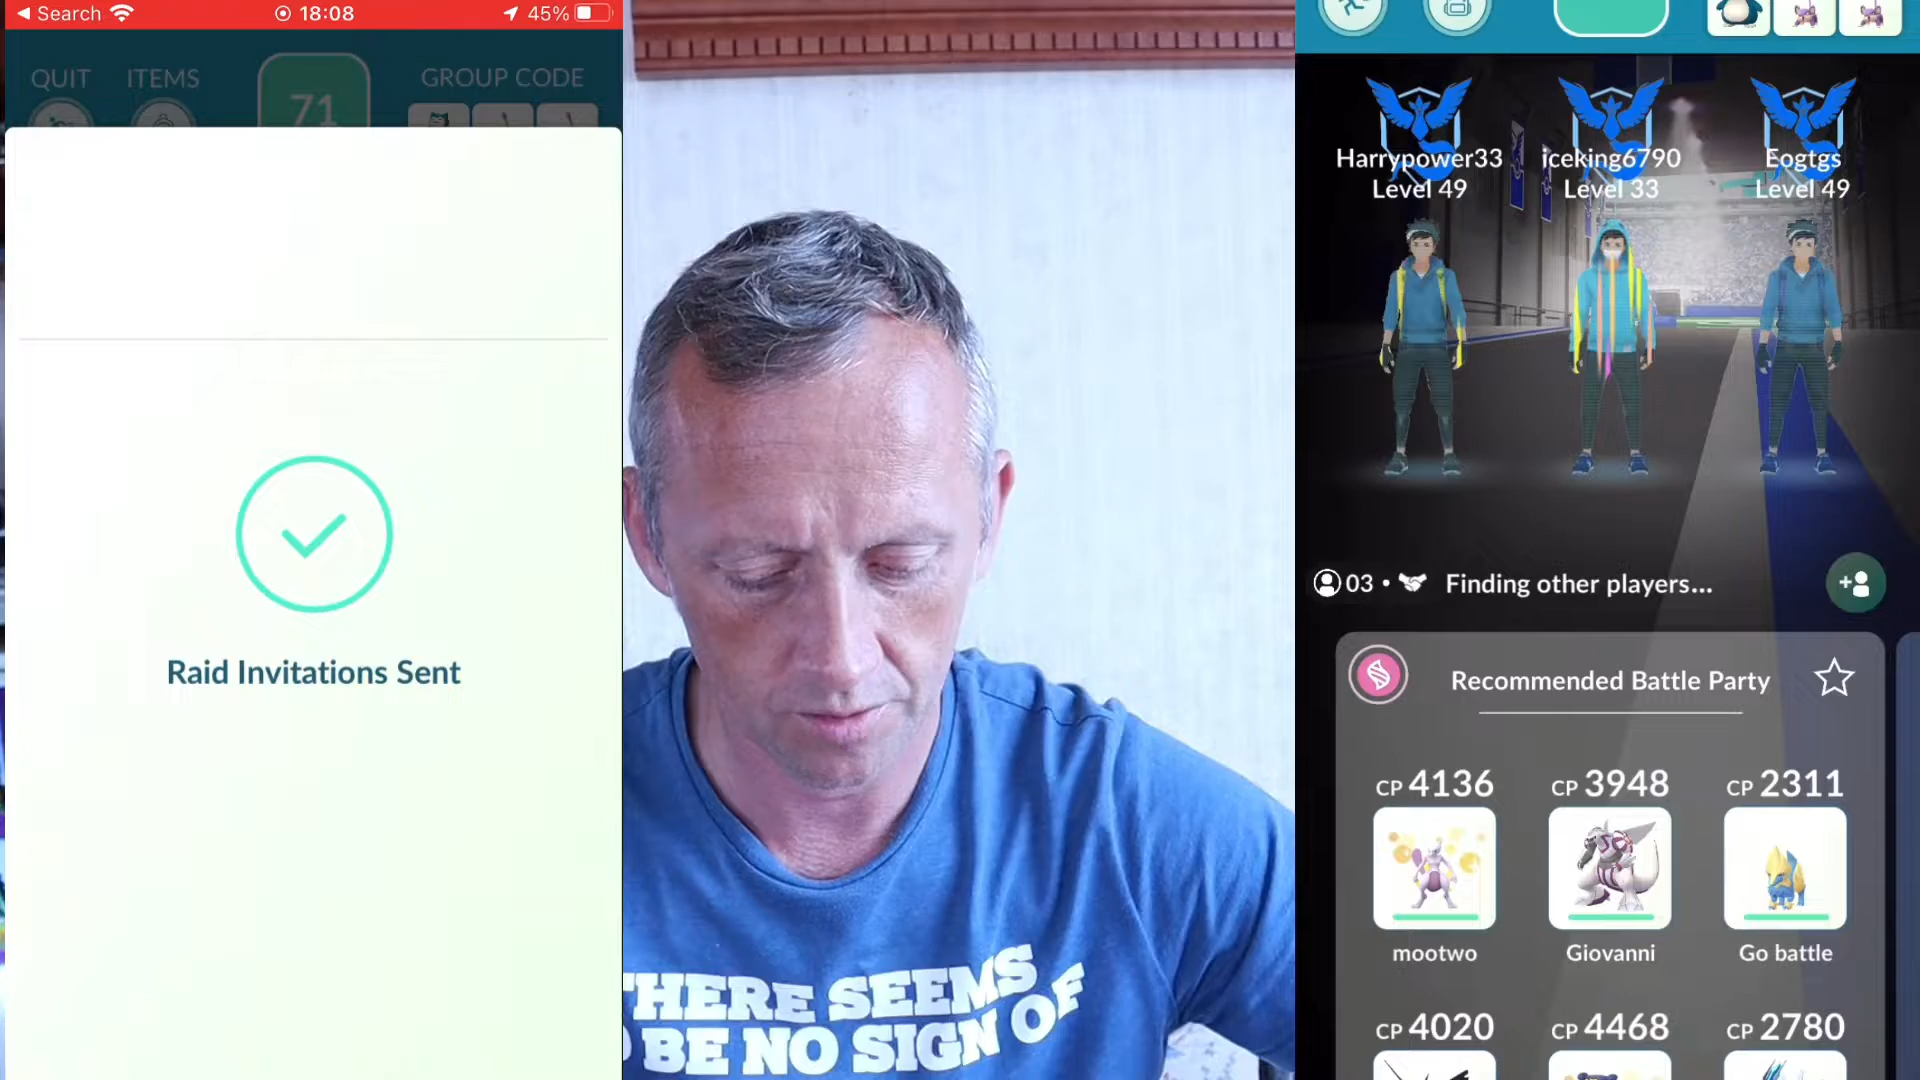 Search 18:08 45%
QUIT ITEMS GROUP CODE
71
Raid Invitations Sent
THERE SEEMS
TO BE NO SIGN OF
Harrypower33 iceking6790 Eogtgs
Level 49 Level 33 Level 49
03 • Finding other players...
Recommended Battle Party
CP 4136 CP 3948 CP 2311
mootwo Giovanni Go battle
CP 4020 CP 4468 CP 2780